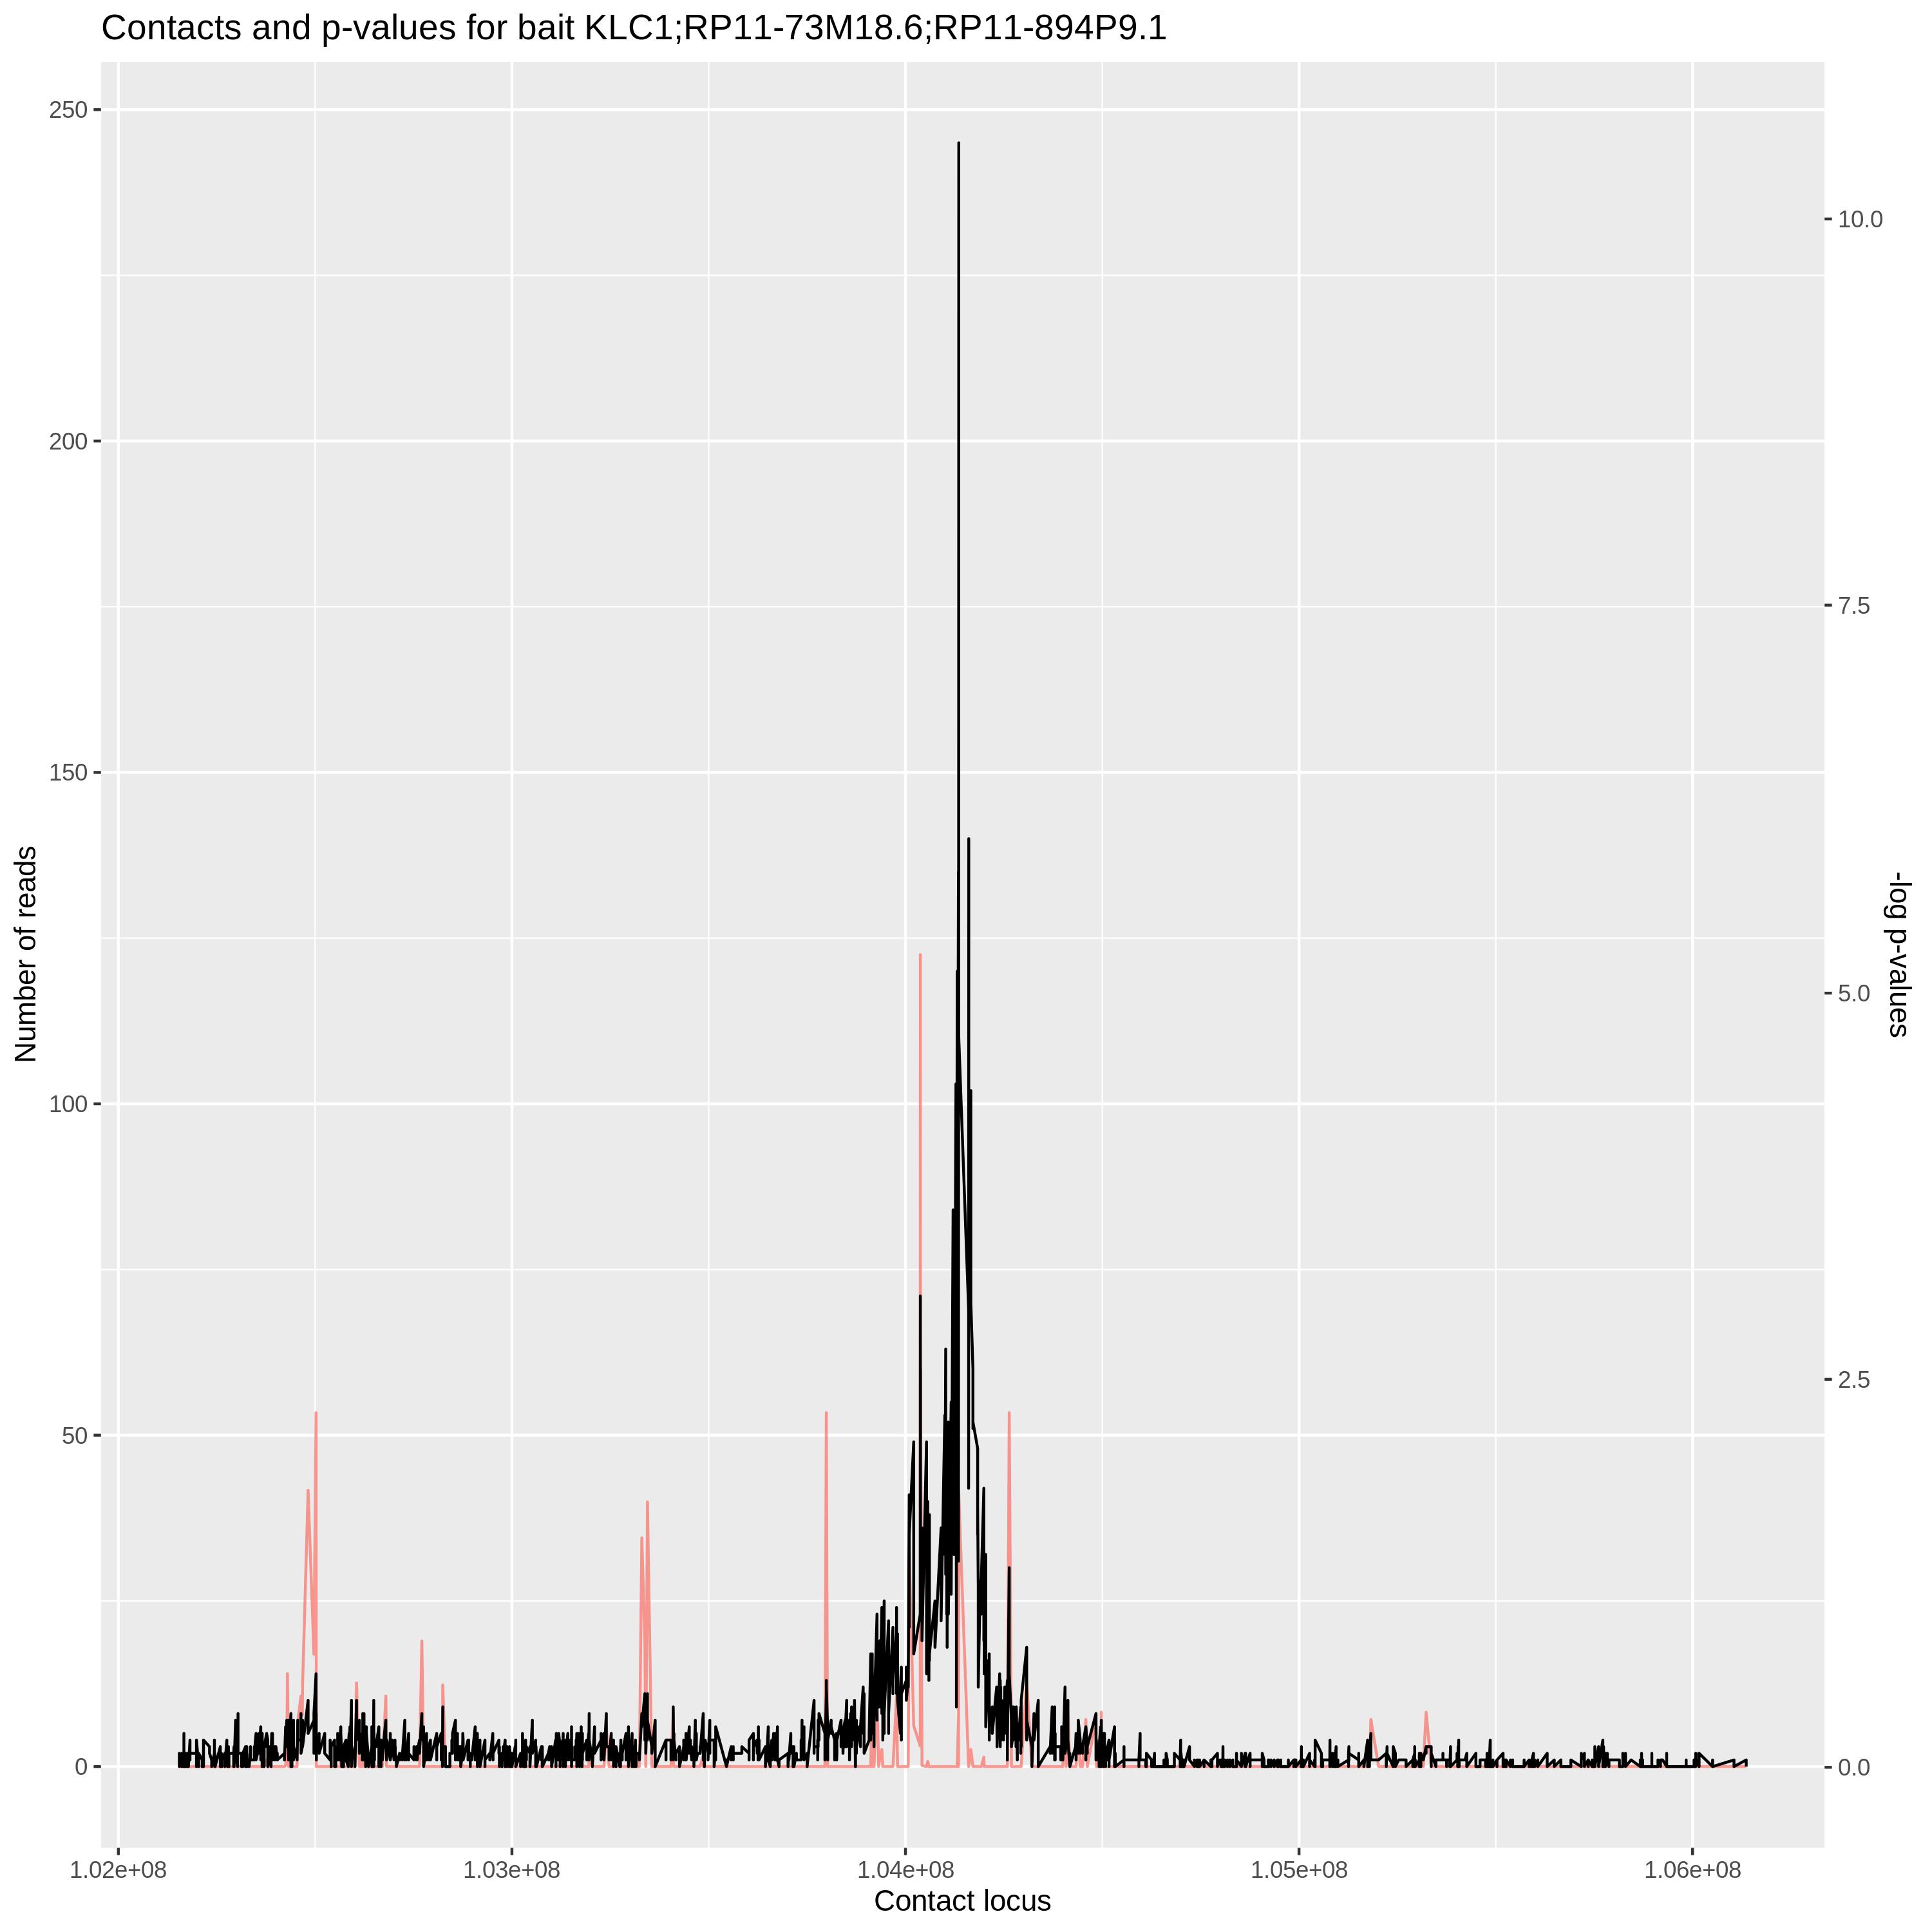 Contacts and p-values for bait KLC1;RP11-73M18.6;RP11-894P9.1
250
200
150
100
50
0
Number of reads
10.0
7.5
5.0
2.5
0.0
-log p-values
1.02e+08 1.03e+08 1.04e+08 1.05e+08 1.06e+08
Contact locus